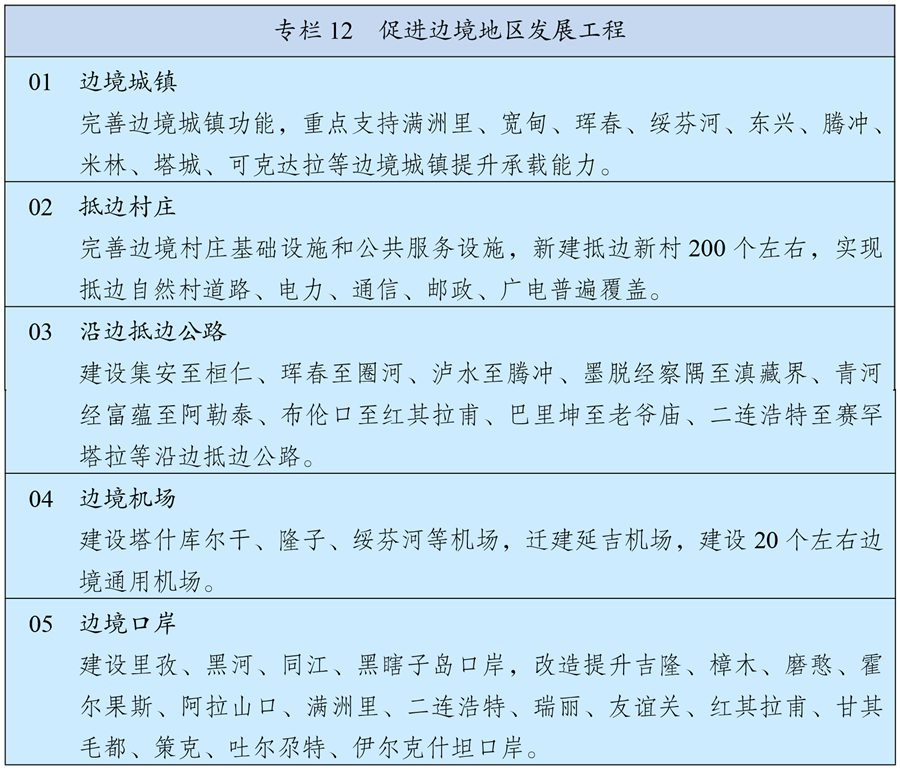 专栏 12 促进边境地区发展工程
01 边境城镇
完善边境城镇功能，重点支持满洲里、宽甸、珲春、绥芬河、东兴、腾冲、
米林、塔城、可克达拉等边境城镇提升承载能力。
02 抵边村庄
完善边境村庄基础设施和公共服务设施，新建抵边新村 200 个左右，实现
抵边自然村道路、电力、通信、邮政、广电普遍覆盖。
03 沿边抵边公路
建设集安至桓仁、珲春至圈河、泸水至腾冲、墨脱经察隅至滇藏界、青河
经富蕴至阿勒泰、布伦口至红其拉甫、巴里坤至老爷庙、二连浩特至赛罕
塔拉等沿边抵边公路。
04 边境机场
建设塔什库尔干、隆子、绥芬河等机场，迁建延吉机场，建设 20 个左右边
境通用机场。
05 边境口岸
建设里孜、黑河、同江、黑瞎子岛口岸，改造提升吉隆、樟木、磨憨、霍
尔果斯、阿拉山口、满洲里、二连浩特、瑞丽、友谊关、红其拉甫、甘其
毛都、策克、吐尔尕特、伊尔克什坦口岸。